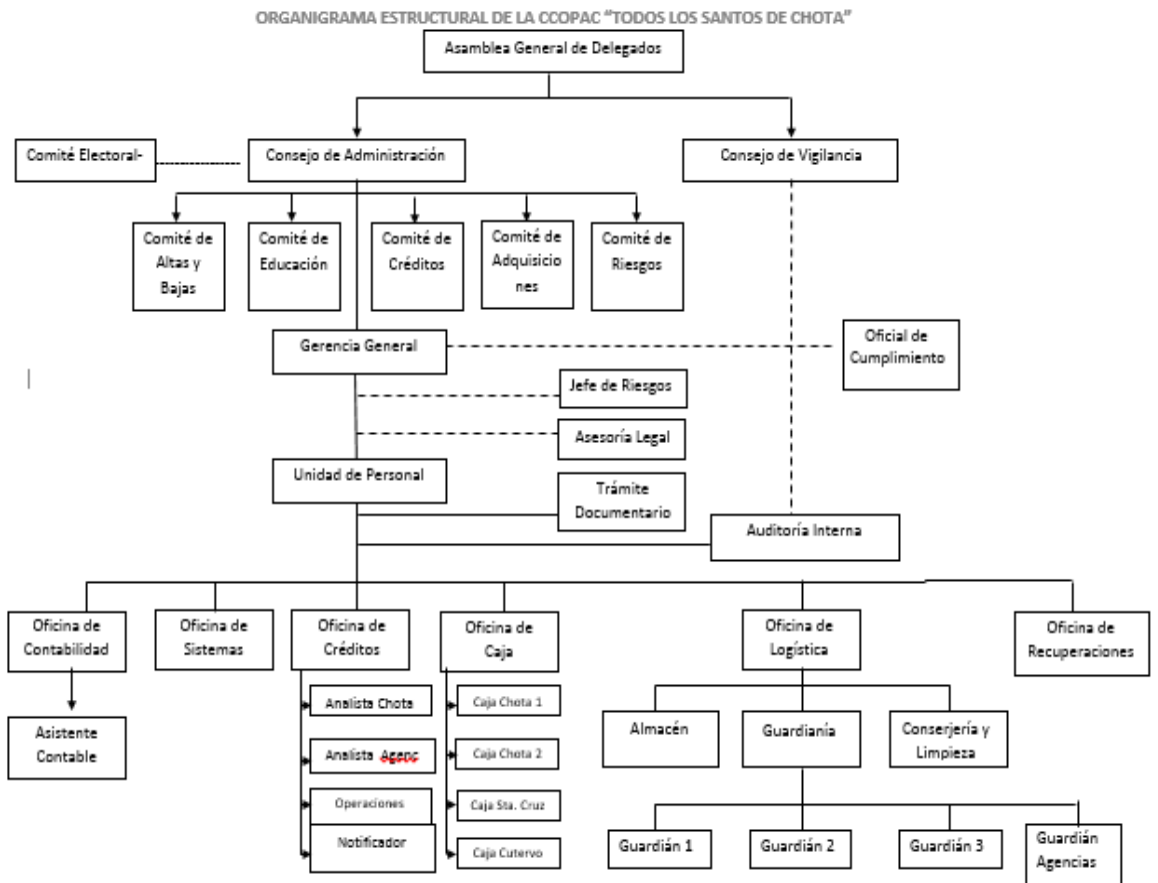 ORGANIGRAMA ESTRUCTURAL DE LA CCOPAC “TODOS LOS SANTOS DE CHOTA”
Asamblea General de Delegados
Comité Electoral-
Consejo de Administración
Consejo de Vigilancia
Comité de
Altas y
Bajas
Comité de
Educación
Comité de
Créditos
Comité de
Adquisicio
nes
Comité de
Riesgos
Gerencia General
Oficial de
Cumplimiento
Jefe de Riesgos
Asesoría Legal
Unidad de Personal
Trámite
Documentario
Auditoría Interna
Oficina de
Contabilidad
Oficina de
Sistemas
Oficina de
Créditos
Oficina de
Caja
Oficina de
Logística
Oficina de
Recuperaciones
Asistente
Contable
Analista Chota
Analista Agenc
Operaciones
Notificador
Caja Chota 1
Caja Chota 2
Caja Sta. Cruz
Caja Cutervo
Almacén
Guardianía
Conserjería y
Limpieza
Guardián 1
Guardián 2
Guardián 3
Guardián
Agencias